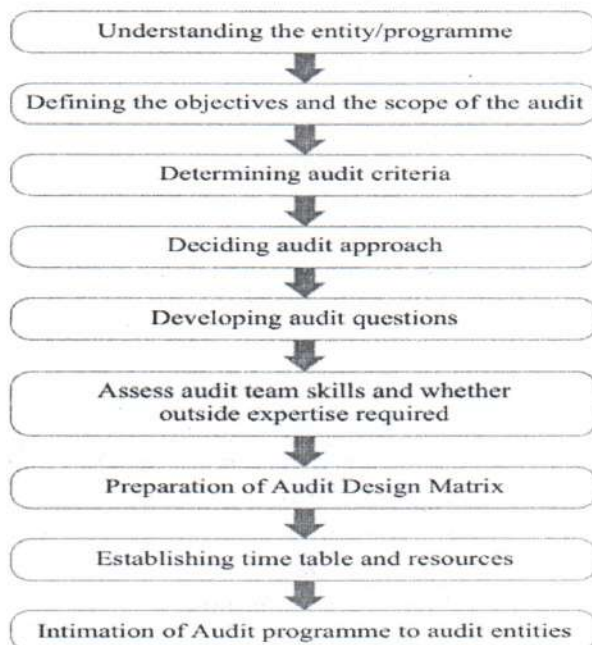 Understanding the entity/programme
Defining the objectives and the scope of the audit
Determining audit criteria
Deciding audit approach
Developing audit questions
Assess audit team skills and whether
outside expertise required
Preparation of Audit Design Matrix
Establishing time table and resources
Intimation of Audit programme to audit entities